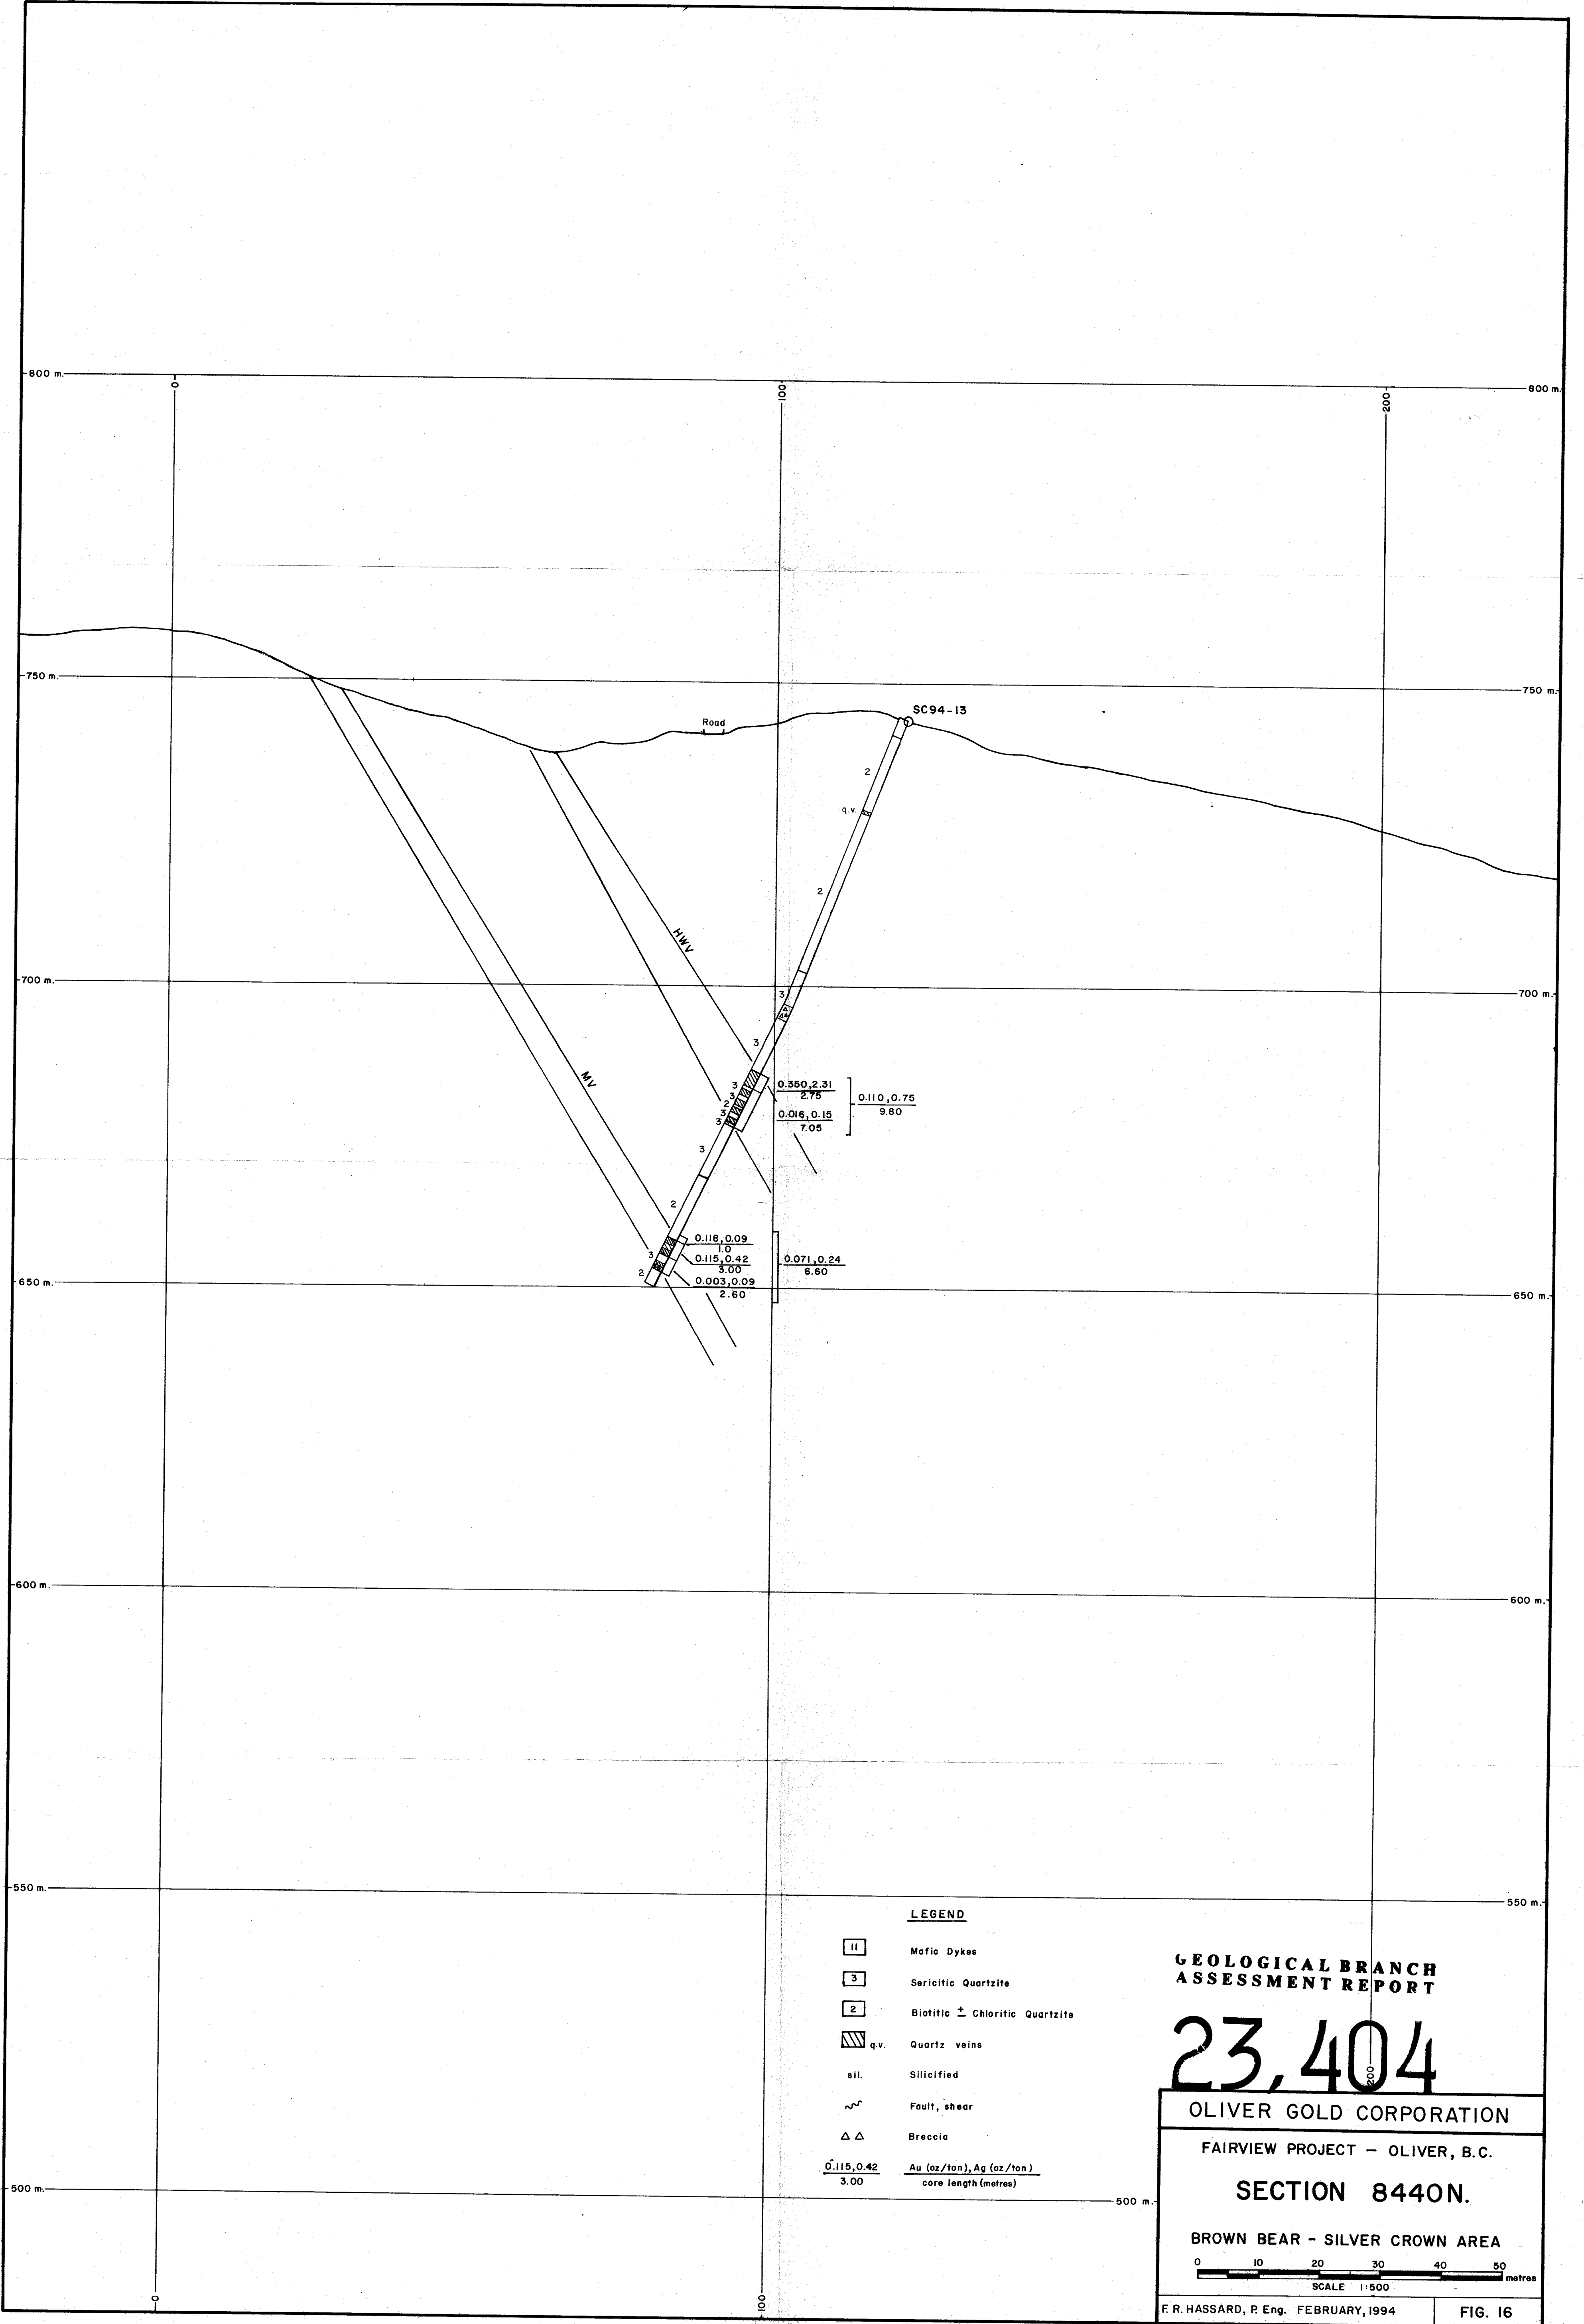 800 m.
0
100
200
800 m.
750 m.
750 m.
SC94-13
Road
2
q.v.
2
HWV
700 m.
700 m.
3
3
MV
3
3
2
3
3
0.350,2.31
2.75
0.016,0.15
7.05
0.110,0.75
9.80
3
2
3
2
0.118,0.09
1.0
0.115,0.42
3.00
0.003,0.09
2.60
0.071,0.24
6.60
650 m.
650 m.
600 m.
600 m.
550 m.
550 m.
LEGEND
11 Mafic Dykes
3 Sericitic Quartzite
2 Biotitic ± Chloritic Quartzite
q.v. Quartz veins
sil. Silicified
Fault, shear
Δ Δ Breccia
0.115,0.42 Au (oz/ton), Ag (oz/ton)
3.00 core length (metres)
500 m.
500 m.
0
100
GEOLOGICAL BRANCH
ASSESSMENT REPORT
23,404
200
OLIVER GOLD CORPORATION
FAIRVIEW PROJECT – OLIVER, B.C.
SECTION 8440N.
BROWN BEAR – SILVER CROWN AREA
0 10 20 30 40 50
metres
SCALE 1:500
F. R. HASSARD, P. Eng. FEBRUARY, 1994
FIG. 16